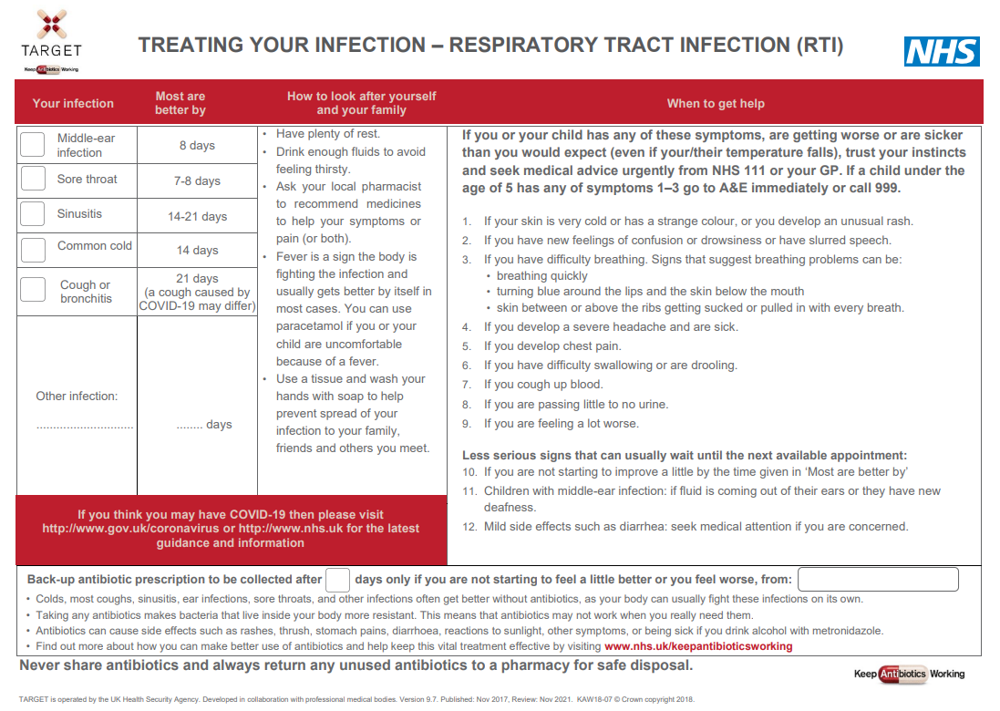 TARGET
Keep Antibiotics Working
TREATING YOUR INFECTION – RESPIRATORY TRACT INFECTION (RTI)
NHS
Your infection
Most are
better by
How to look after yourself
and your family
When to get help
Middle-ear
infection
8 days
Sore throat
7-8 days
Sinusitis
14-21 days
Common cold
14 days
Cough or
bronchitis
21 days
(a cough caused by
COVID-19 may differ)
Other infection:
.............................
........ days
• Have plenty of rest.
• Drink enough fluids to avoid
feeling thirsty.
• Ask your local pharmacist
to recommend medicines
to help your symptoms or
pain (or both).
• Fever is a sign the body is
fighting the infection and
usually gets better by itself in
most cases. You can use
paracetamol if you or your
child are uncomfortable
because of a fever.
• Use a tissue and wash your
hands with soap to help
prevent spread of your
infection to your family,
friends and others you meet.
If you or your child has any of these symptoms, are getting worse or are sicker
than you would expect (even if your/their temperature falls), trust your instincts
and seek medical advice urgently from NHS 111 or your GP. If a child under the
age of 5 has any of symptoms 1–3 go to A&E immediately or call 999.
1. If your skin is very cold or has a strange colour, or you develop an unusual rash.
2. If you have new feelings of confusion or drowsiness or have slurred speech.
3. If you have difficulty breathing. Signs that suggest breathing problems can be:
• breathing quickly
• turning blue around the lips and the skin below the mouth
• skin between or above the ribs getting sucked or pulled in with every breath.
4. If you develop a severe headache and are sick.
5. If you develop chest pain.
6. If you have difficulty swallowing or are drooling.
7. If you cough up blood.
8. If you are passing little to no urine.
9. If you are feeling a lot worse.
Less serious signs that can usually wait until the next available appointment:
10. If you are not starting to improve a little by the time given in ‘Most are better by’
11. Children with middle-ear infection: if fluid is coming out of their ears or they have new
deafness.
12. Mild side effects such as diarrhea: seek medical attention if you are concerned.
If you think you may have COVID-19 then please visit
http://www.gov.uk/coronavirus or http://www.nhs.uk for the latest
guidance and information
Back-up antibiotic prescription to be collected after days only if you are not starting to feel a little better or you feel worse, from:
• Colds, most coughs, sinusitis, ear infections, sore throats, and other infections often get better without antibiotics, as your body can usually fight these infections on its own.
• Taking any antibiotics makes bacteria that live inside your body more resistant. This means that antibiotics may not work when you really need them.
• Antibiotics can cause side effects such as rashes, thrush, stomach pains, diarrhoea, reactions to sunlight, other symptoms, or being sick if you drink alcohol with metronidazole.
• Find out more about how you can make better use of antibiotics and help keep this vital treatment effective by visiting www.nhs.uk/keepantibioticsworking
Never share antibiotics and always return any unused antibiotics to a pharmacy for safe disposal.
Keep Antibiotics Working
TARGET is operated by the UK Health Security Agency. Developed in collaboration with professional medical bodies. Version 9.7. Published: Nov 2017, Review: Nov 2021. KAW18-07 © Crown copyright 2018.